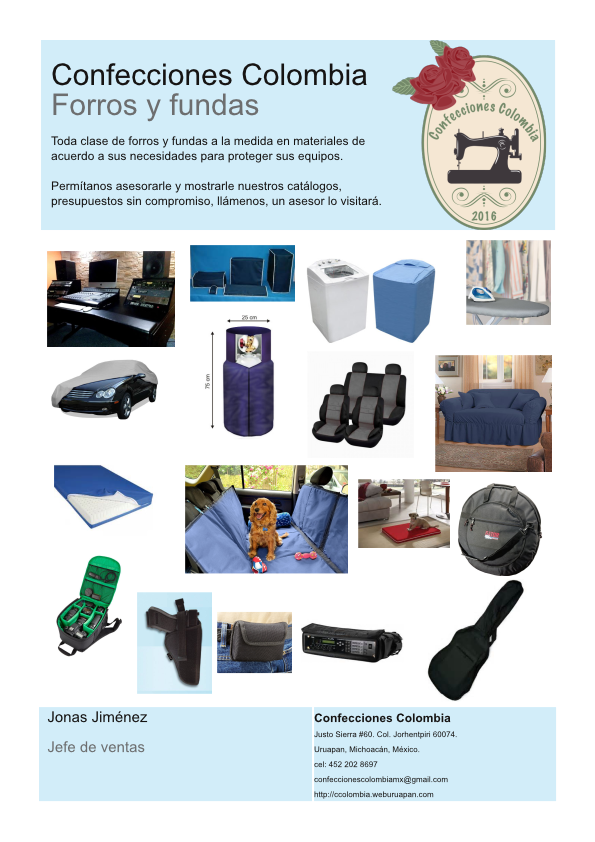 Confecciones Colombia
Forros y fundas
Toda clase de forros y fundas a la medida en materiales de
acuerdo a sus necesidades para proteger sus equipos.
Permítanos asesorarle y mostrarle nuestros catálogos,
presupuestos sin compromiso, llámenos, un asesor lo visitará.
Confecciones Colombia
2016
25 cm
75 cm
Jonas Jiménez
Jefe de ventas
Confecciones Colombia
Justo Sierra #60. Col. Jorhentpiri 60074.
Uruapan, Michoacán, México.
cel: 452 202 8697
confeccionescolombiamx@gmail.com
http://ccolombia.weburuapan.com